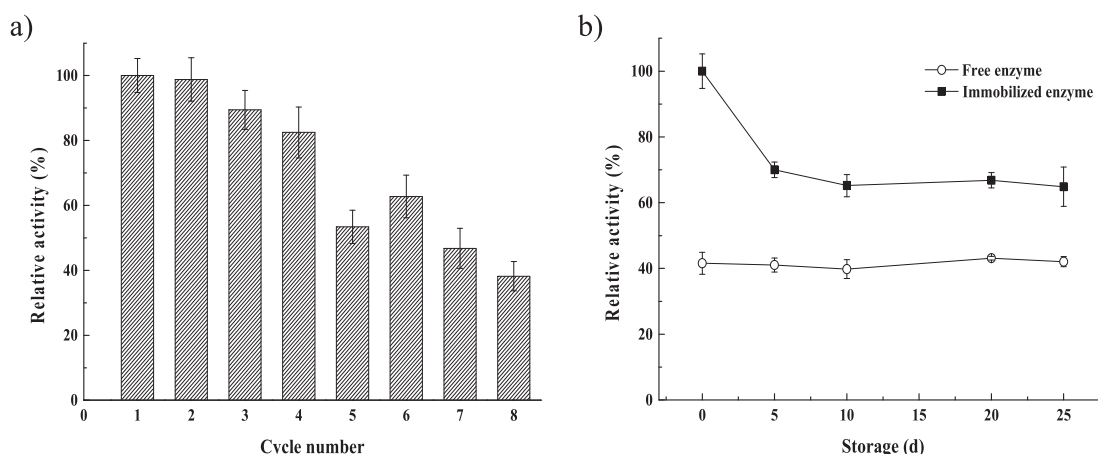 a)
100
80
60
40
20
0
0 1 2 3 4 5 6 7 8
Relative activity (%)
Cycle number
b)
100
80
60
40
20
0
0 5 10 15 20 25
Relative activity (%)
Storage (d)
Free enzyme
Immobilized enzyme